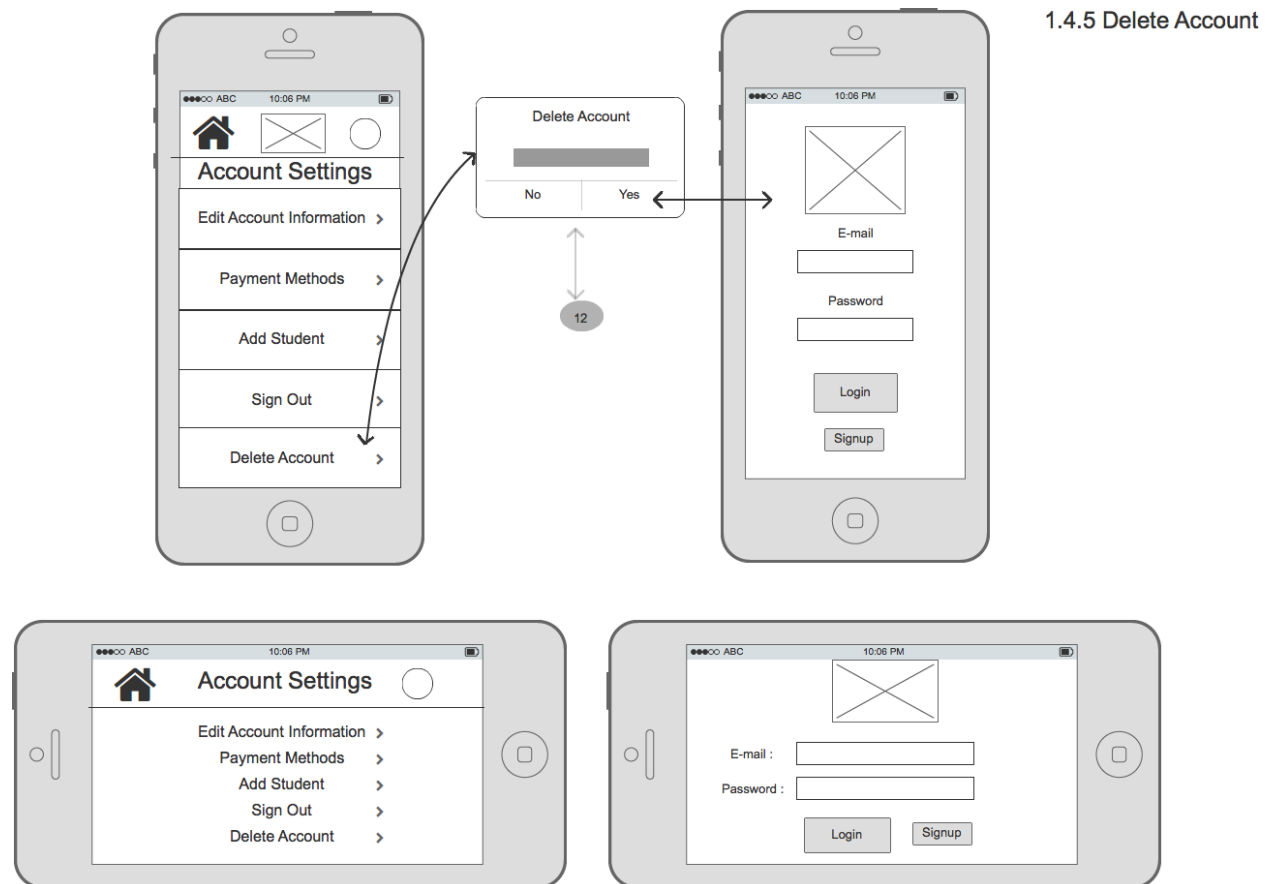 1.4.5 Delete Account
ABC 10:06 PM
Account Settings
Edit Account Information
Payment Methods
Add Student
Sign Out
Delete Account
Delete Account
No Yes
12
ABC 10:06 PM
E-mail
Password
Login
Signup
ABC 10:06 PM
Account Settings
Edit Account Information
Payment Methods
Add Student
Sign Out
Delete Account
ABC 10:06 PM
E-mail :
Password :
Login Signup